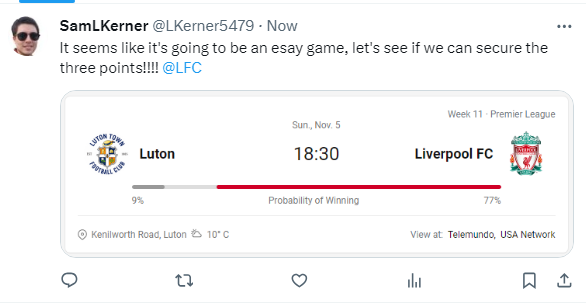 SamLKerner @LKerner5479 · Now
It seems like it's going to be an esay game, let's see if we can secure the
three points!!!! @LFC
Week 11 · Premier League
Sun., Nov. 5
LUTON TOWN
FOOTBALL CLUB
Luton
18:30
Liverpool FC
9%
Probability of Winning
77%
Kenilworth Road, Luton 10° C
View at: Telemundo, USA Network